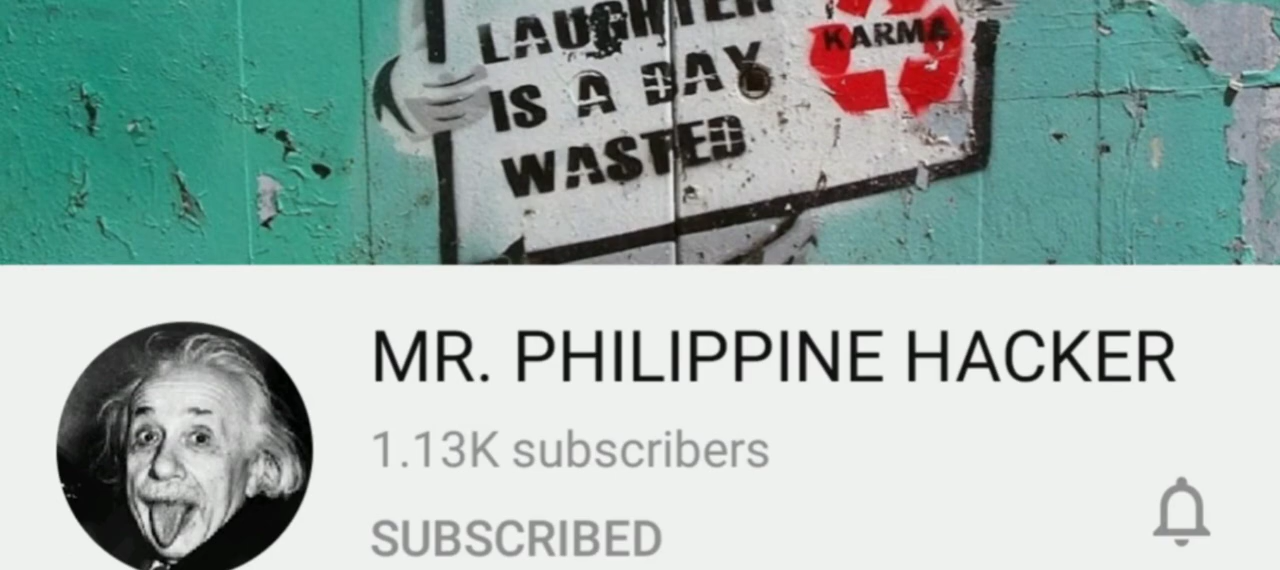 LAUGHTER
IS A DAY
WASTED
KARMA
MR. PHILIPPINE HACKER
1.13K subscribers
SUBSCRIBED